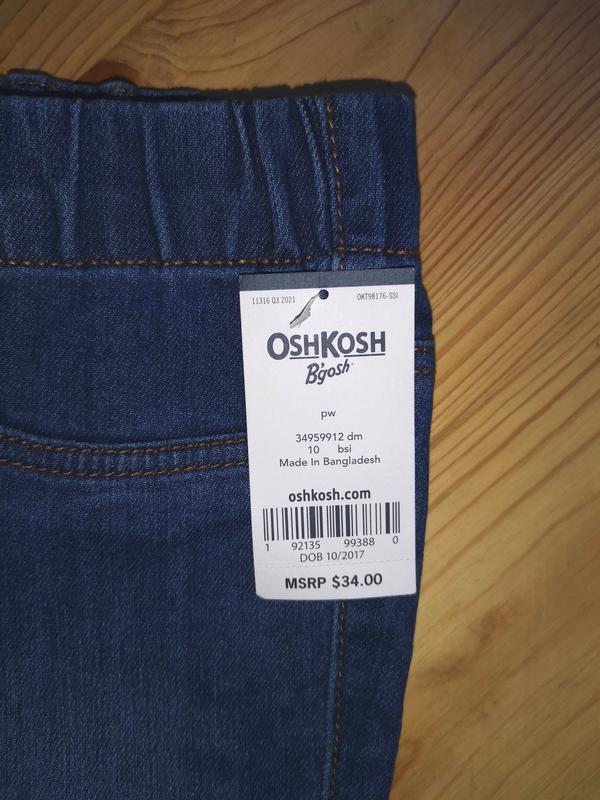 11316 Q3 2021 OKT98176-SSI
OSHKOSH
B'gosh
pw
34959912 dm
10 bsi
Made In Bangladesh
oshkosh.com
1 92135 99388 0
DOB 10/2017
MSRP $34.00